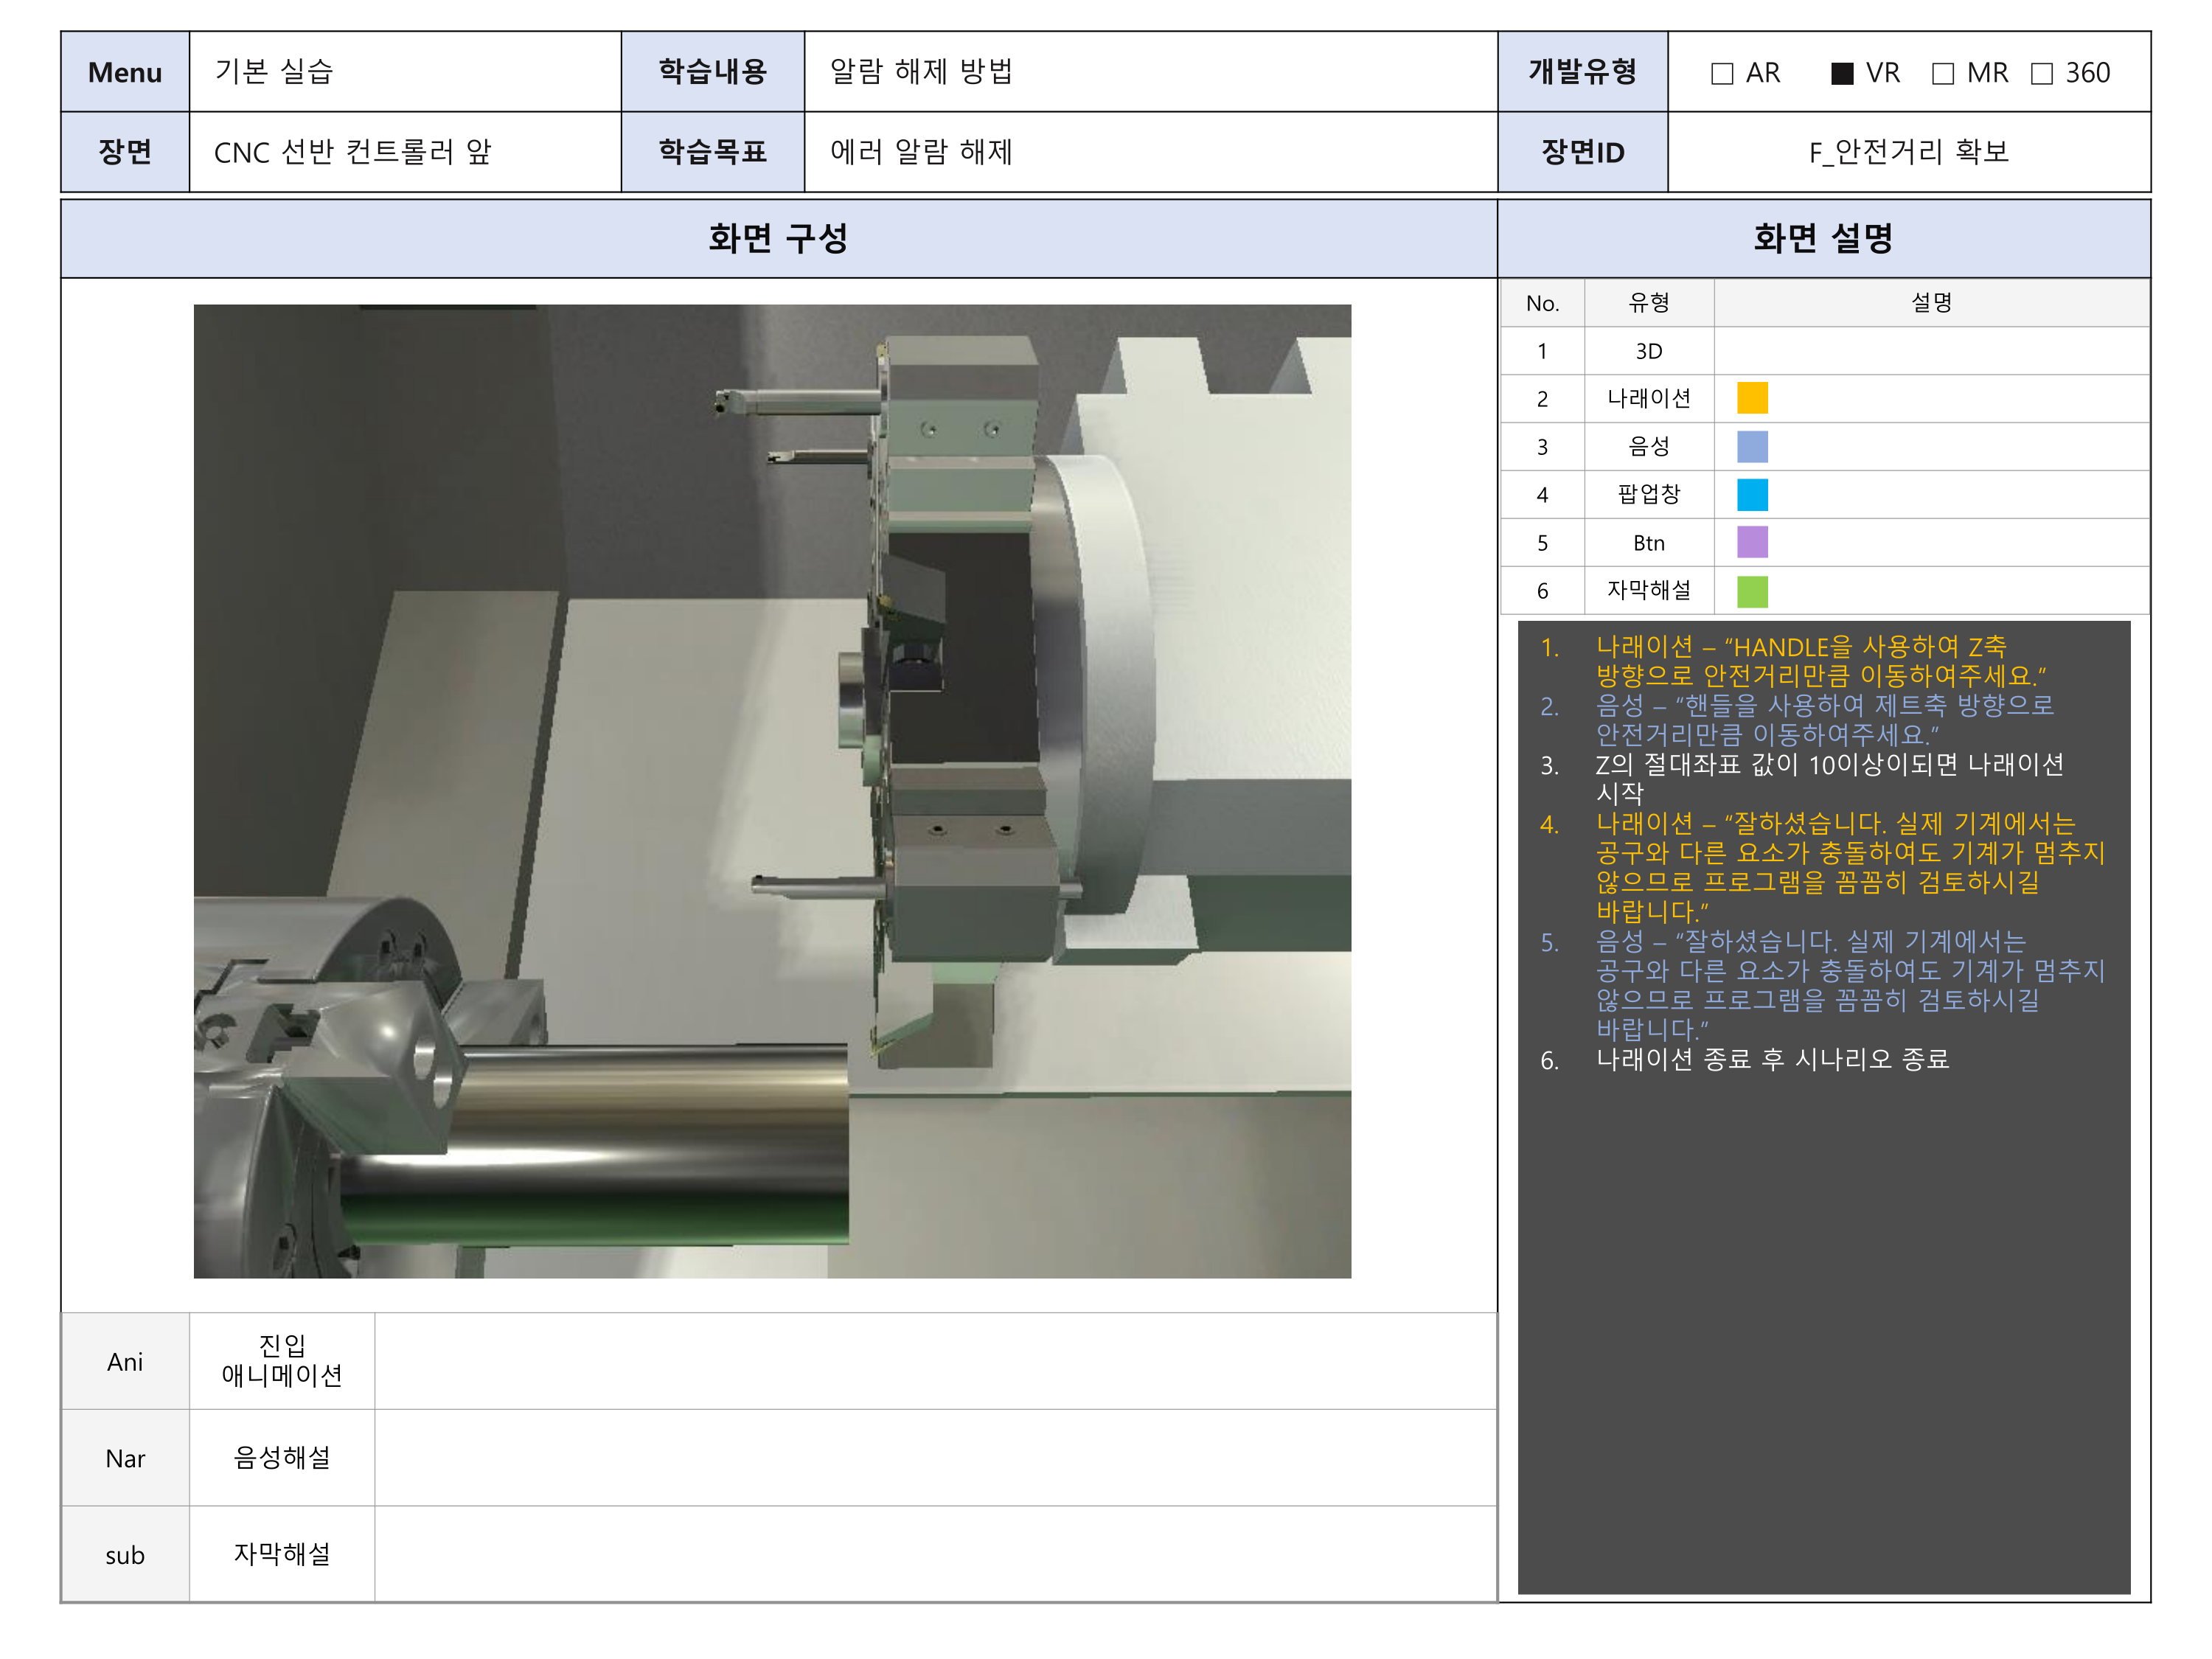 Menu 기본 실습 학습내용 알람 해제 방법 개발유형 □ AR ■ VR □ MR □ 360
장면 CNC 선반 컨트롤러 앞 학습목표 에러 알람 해제 장면ID F_안전거리 확보
화면 구성 화면 설명
No. 유형 설명
1 3D
2 나래이션
3 음성
4 팝업창
5 Btn
6 자막해설
1. 나래이션 – “HANDLE을 사용하여 Z축
방향으로 안전거리만큼 이동하여주세요.”
2. 음성 – “핸들을 사용하여 제트축 방향으로
안전거리만큼 이동하여주세요.”
3. Z의 절대좌표 값이 10이상이되면 나래이션
시작
4. 나래이션 – “잘하셨습니다. 실제 기계에서는
공구와 다른 요소가 충돌하여도 기계가 멈추지
않으므로 프로그램을 꼼꼼히 검토하시길
바랍니다.”
5. 음성 – “잘하셨습니다. 실제 기계에서는
공구와 다른 요소가 충돌하여도 기계가 멈추지
않으므로 프로그램을 꼼꼼히 검토하시길
바랍니다.”
6. 나래이션 종료 후 시나리오 종료
Ani 진입
애니메이션
Nar 음성해설
sub 자막해설